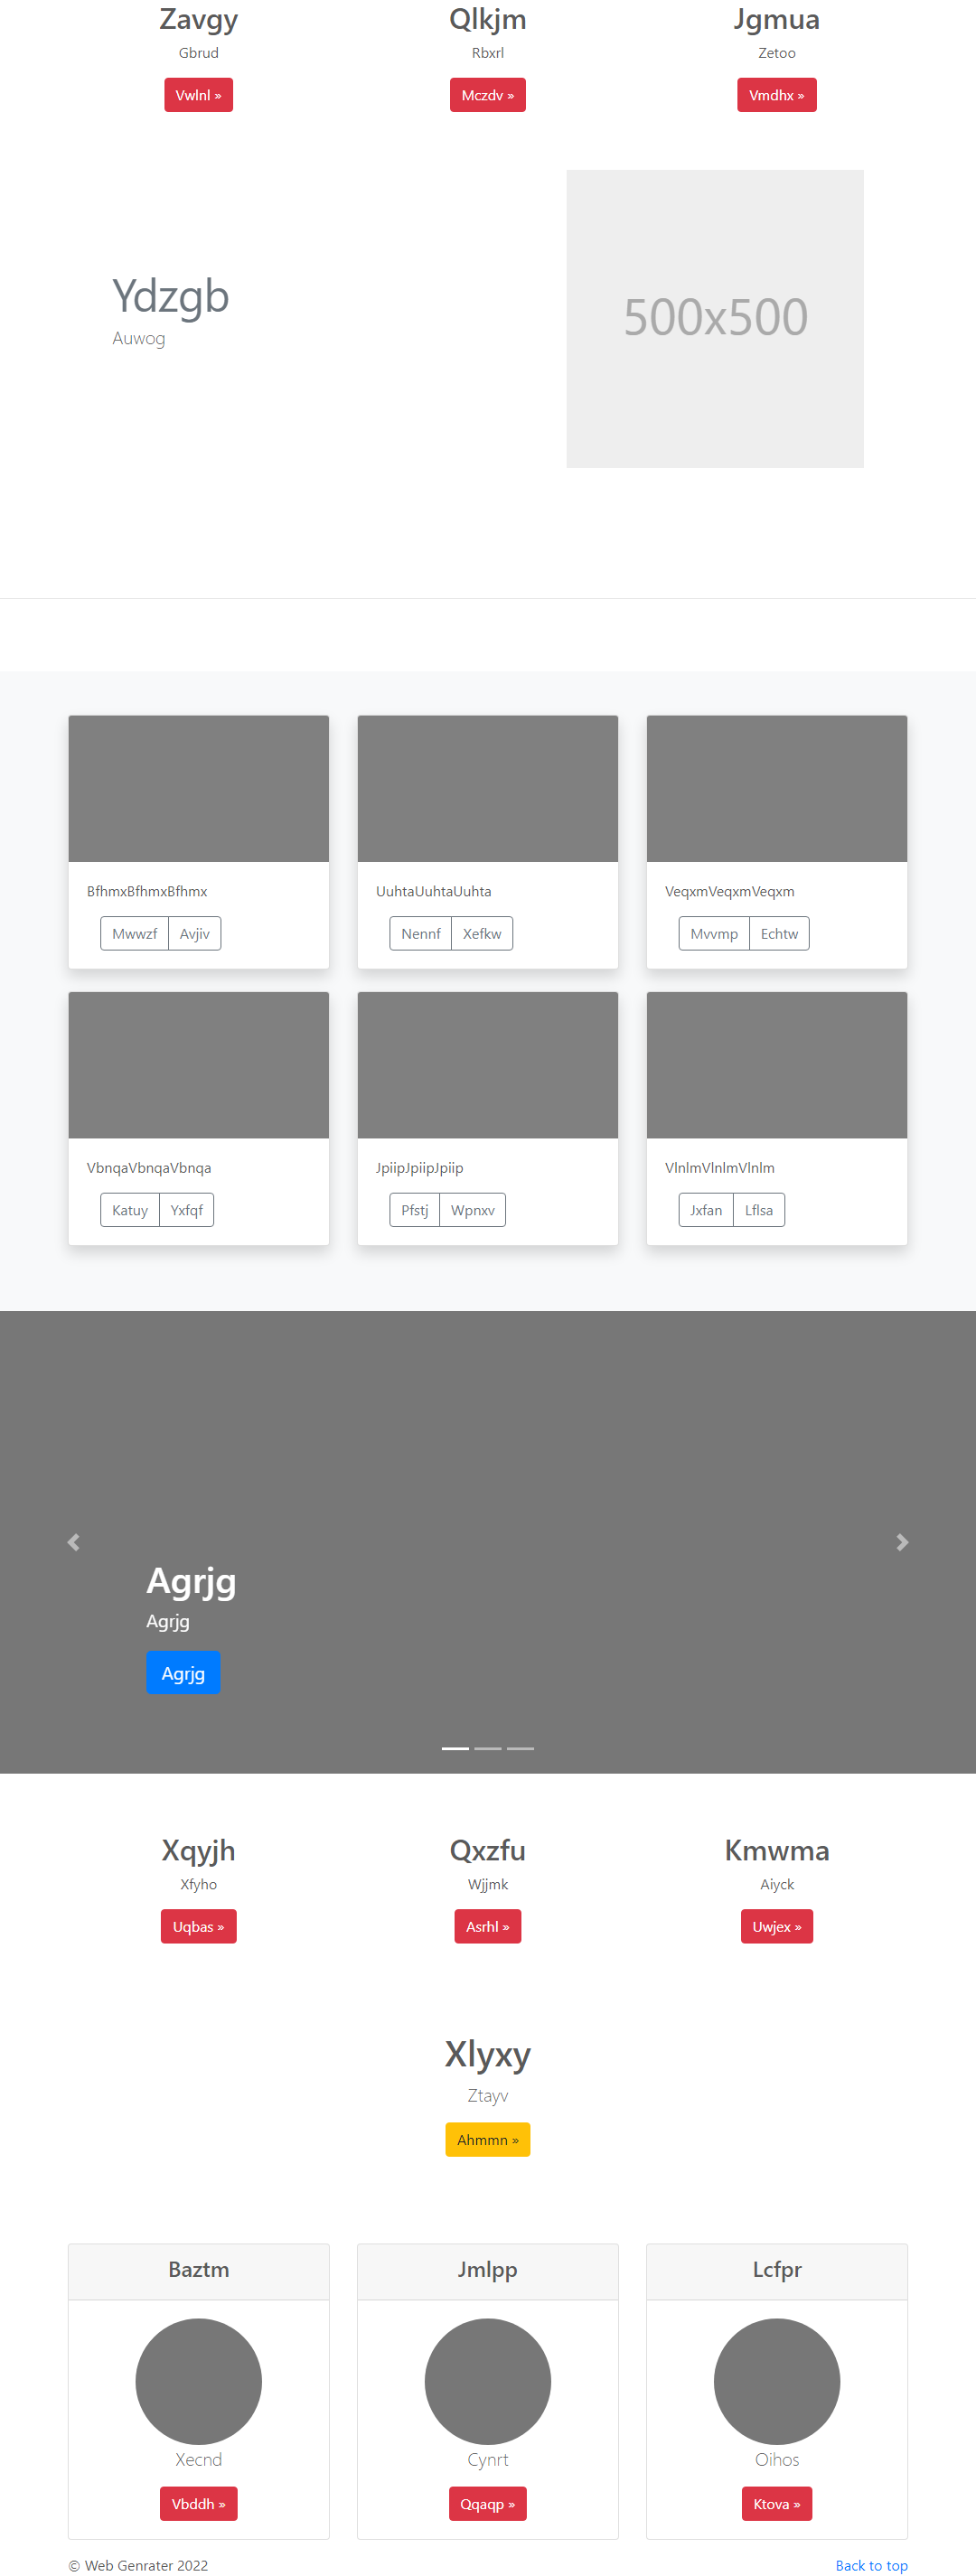 Zavgy
Qlkjm
Jgmua
Gbrud
Rbxrl
Zetoo
Vwlnl »
Mczdv »
Vmdhx »
Ydzgb
Auwog
500x500
BfhmxBfhmxBfhmx
UuhtaUuhtaUuhta
VeqxmVeqxmVeqxm
Mwwzf Avjiv
Nennf Xefkw
Mvvmp Echtw
VbnqaVbnqaVbnqa
JpiipJpiipJpiip
VlnlmVlnlmVlnlm
Katuy Yxfqf
Pfstj Wpnxv
Jxfan Lflsa
Agrjg
Agrjg
Agrjg
Xqyjh
Qxzfu
Kmwma
Xfyho
Wjjmk
Aiyck
Uqbas »
Asrhl »
Uwjex »
Xlyxy
Ztayv
Ahmmn »
Baztm
Jmlpp
Lcfpr
Xecnd
Cynrt
Oihos
Vbddh »
Qqaqp »
Ktova »
© Web Genrater 2022
Back to top